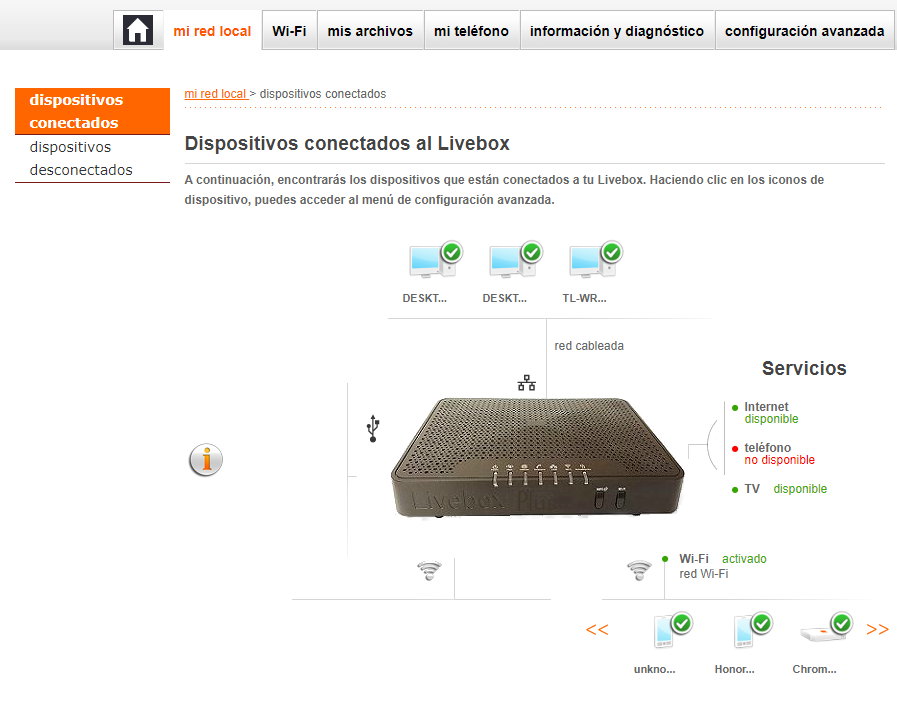 mi red local
Wi-Fi
mis archivos
mi teléfono
información y diagnóstico
configuración avanzada
dispositivos
conectados
dispositivos
desconectados
mi red local > dispositivos conectados
Dispositivos conectados al Livebox
A continuación, encontrarás los dispositivos que están conectados a tu Livebox. Haciendo clic en los iconos de
dispositivo, puedes acceder al menú de configuración avanzada.
DESKT...
DESKT...
TL-WR...
red cableada
Servicios
Internet
disponible
teléfono
no disponible
TV disponible
Livebox Plus
Wi-Fi activado
red Wi-Fi
<<
>>
unkno...
Honor...
Chrom...